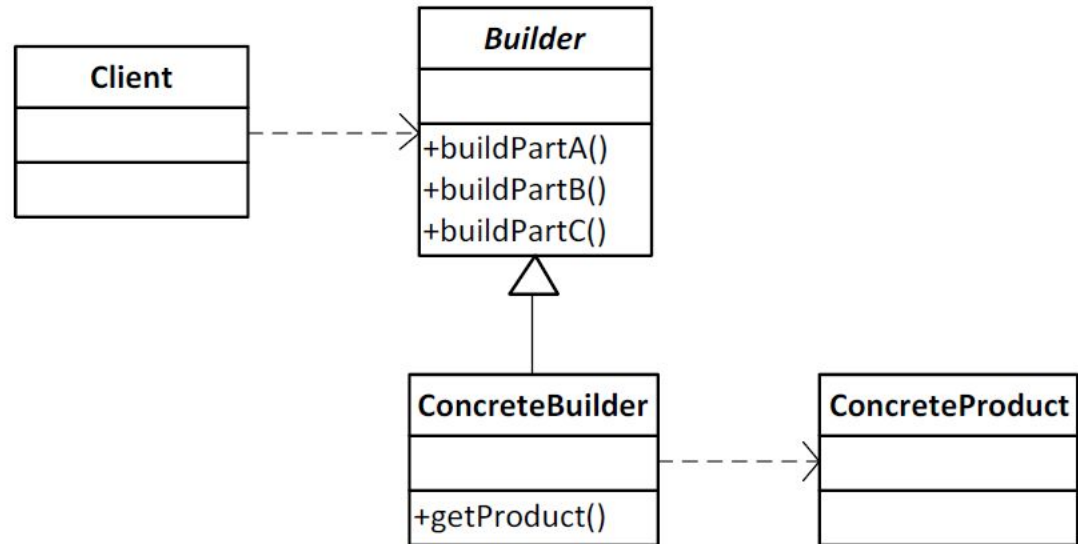 Client
Builder
+buildPartA()
+buildPartB()
+buildPartC()
ConcreteBuilder
+getProduct()
ConcreteProduct